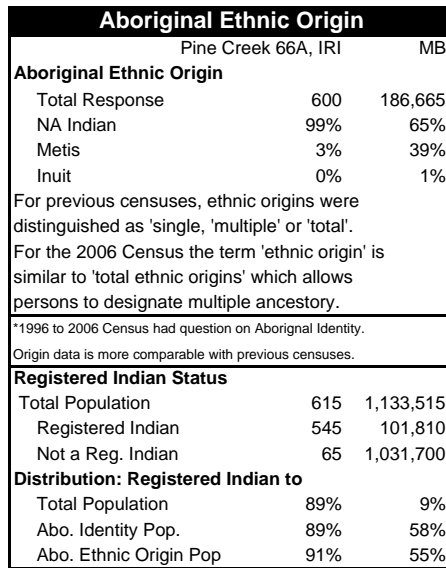 Aboriginal Ethnic Origin
Pine Creek 66A, IRI MB
Aboriginal Ethnic Origin
Total Response 600 186,665
NA Indian 99% 65%
Metis 3% 39%
Inuit 0% 1%
For previous censuses, ethnic origins were
distinguished as 'single, 'multiple' or 'total'.
For the 2006 Census the term 'ethnic origin' is
similar to 'total ethnic origins' which allows
persons to designate multiple ancestory.
*1996 to 2006 Census had question on Aborignal Identity.
Origin data is more comparable with previous censuses.
Registered Indian Status
Total Population 615 1,133,515
Registered Indian 545 101,810
Not a Reg. Indian 65 1,031,700
Distribution: Registered Indian to
Total Population 89% 9%
Abo. Identity Pop. 89% 58%
Abo. Ethnic Origin Pop 91% 55%